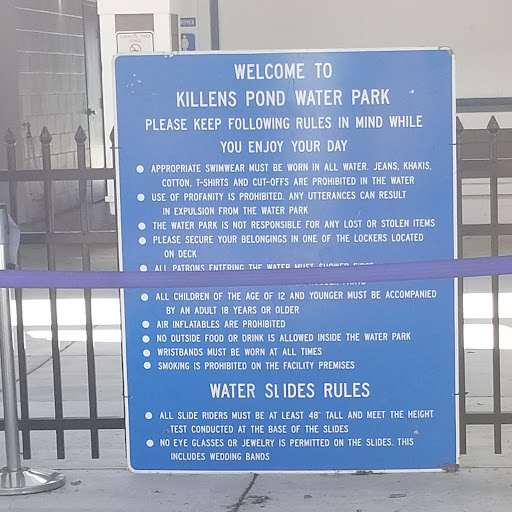 WOMEN
WELCOME TO
KILLENS POND WATER PARK
PLEASE KEEP FOLLOWING RULES IN MIND WHILE
YOU ENJOY YOUR DAY
APPROPRIATE SWIMWEAR MUST BE WORN IN ALL WATER. JEANS, KHAKIS,
COTTON, T-SHIRTS AND CUT-OFFS ARE PROHIBITED IN THE WATER
USE OF PROFANITY IS PROHIBITED. ANY UTTERANCES CAN RESULT
IN EXPULSION FROM THE WATER PARK
THE WATER PARK IS NOT RESPONSIBLE FOR ANY LOST OR STOLEN ITEMS
PLEASE SECURE YOUR BELONGINGS IN ONE OF THE LOCKERS LOCATED
ON DECK
ALL PATRONS ENTERING THE WATER MUST SHOWER FIRST
ALL CHILDREN OF THE AGE OF 12 AND YOUNGER MUST BE ACCOMPANIED
BY AN ADULT 18 YEARS OR OLDER
AIR INFLATABLES ARE PROHIBITED
NO OUTSIDE FOOD OR DRINK IS ALLOWED INSIDE THE WATER PARK
WRISTBANDS MUST BE WORN AT ALL TIMES
SMOKING IS PROHIBITED ON THE FACILITY PREMISES
WATER SLIDES RULES
ALL SLIDE RIDERS MUST BE AT LEAST 48" TALL AND MEET THE HEIGHT
TEST CONDUCTED AT THE BASE OF THE SLIDES
NO EYE GLASSES OR JEWELRY IS PERMITTED ON THE SLIDES. THIS
INCLUDES WEDDING BANDS